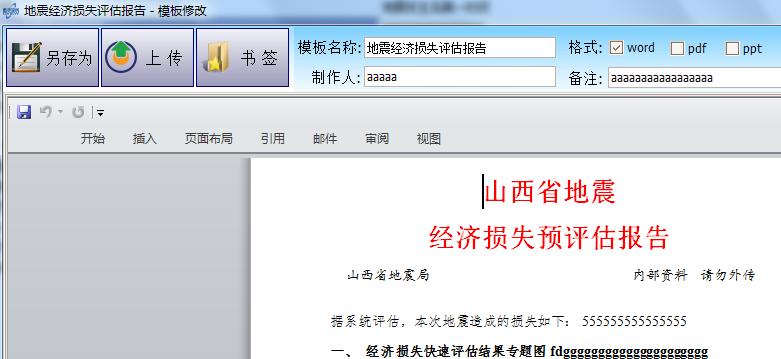 地震经济损失评估报告 - 模板修改
另存为 上 传 书 签
模板名称: 地震经济损失评估报告 格式: word pdf ppt
制作人: aaaaa 备注: aaaaaaaaaaaaaaaaa
开始 插入 页面布局 引用 邮件 审阅 视图
山西省地震
经济损失预评估报告
山西省地震局 内部资料 请勿外传
据系统评估，本次地震造成的损失如下： 555555555555555
一、 经济损失快速评估结果专题图 fdggggggggggggggggggggg